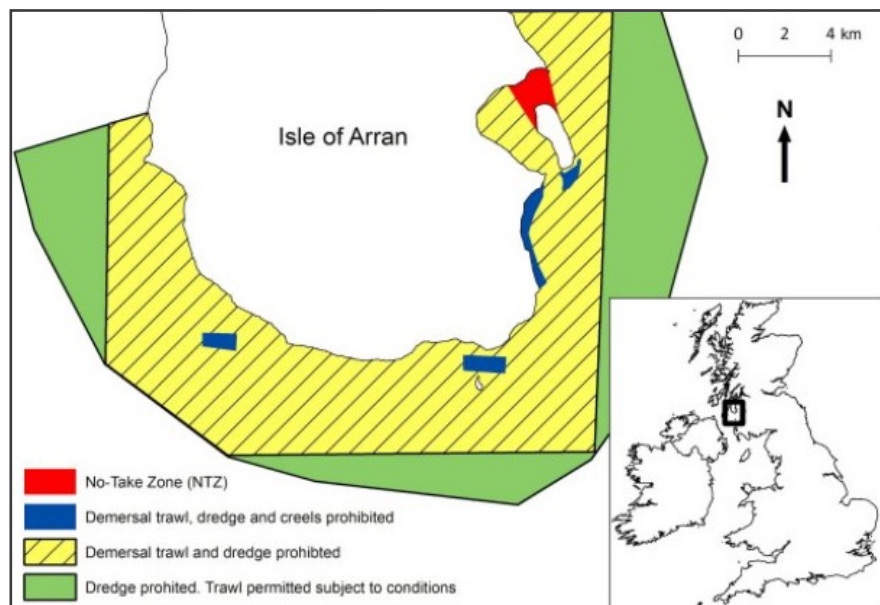 0 2 4 km
N
Isle of Arran
No-Take Zone (NTZ)
Demersal trawl, dredge and creels prohibited
Demersal trawl and dredge prohibted
Dredge prohited. Trawl permitted subject to conditions